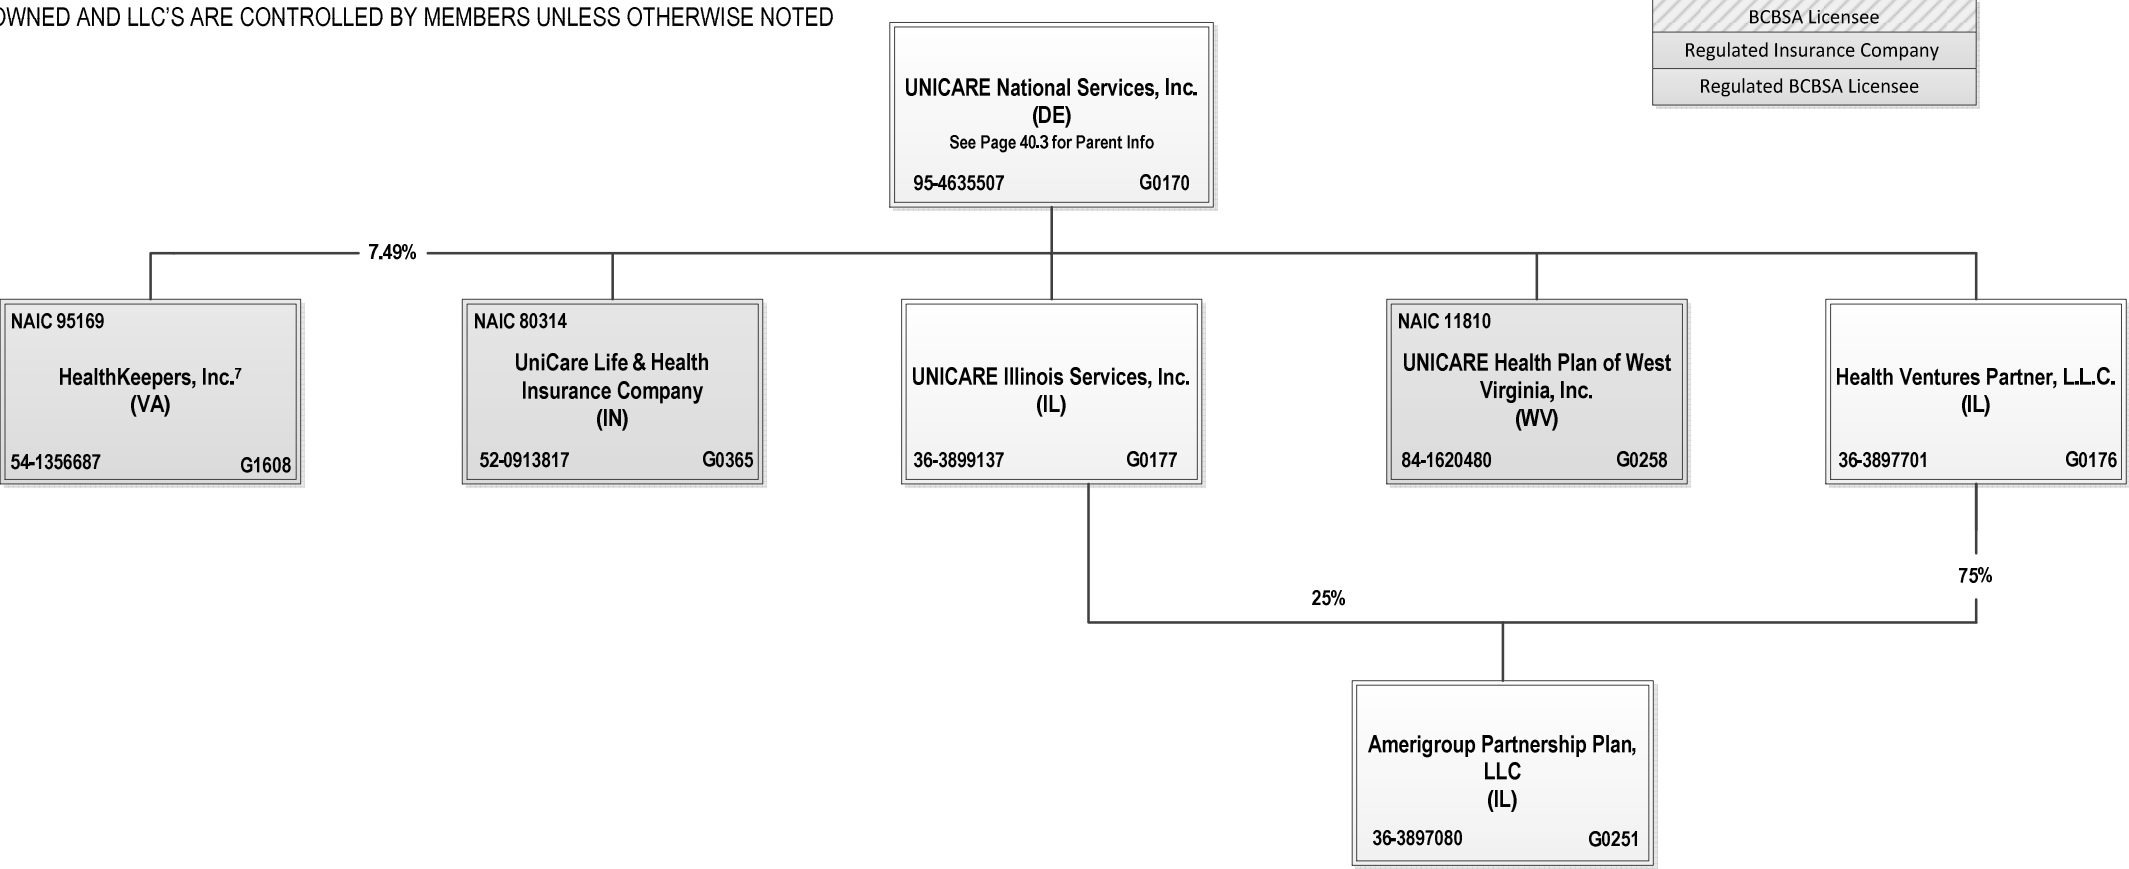 OWNED AND LLC'S ARE CONTROLLED BY MEMBERS UNLESS OTHERWISE NOTED
BCBSA Licensee
Regulated Insurance Company
Regulated BCBSA Licensee
UNICARE National Services, Inc.
(DE)
See Page 40.3 for Parent Info
95-4635507 G0170
7.49%
NAIC 95169
HealthKeepers, Inc.⁷
(VA)
54-1356687 G1608
NAIC 80314
UniCare Life & Health
Insurance Company
(IN)
52-0913817 G0365
UNICARE Illinois Services, Inc.
(IL)
36-3899137 G0177
NAIC 11810
UNICARE Health Plan of West
Virginia, Inc.
(WV)
84-1620480 G0258
Health Ventures Partner, L.L.C.
(IL)
36-3897701 G0176
25%
75%
Amerigroup Partnership Plan,
LLC
(IL)
36-3897080 G0251